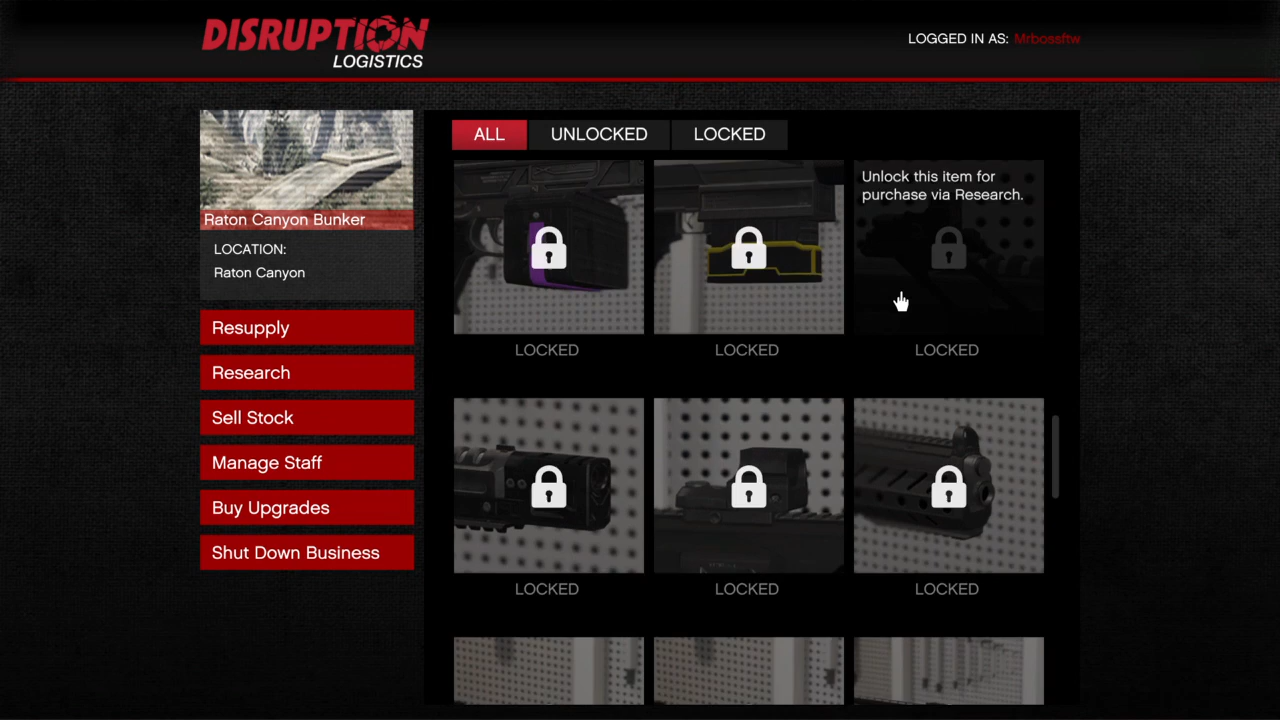 DISRUPTION
LOGISTICS
LOGGED IN AS: Mrbossftw
Raton Canyon Bunker
LOCATION:
Raton Canyon
Resupply
Research
Sell Stock
Manage Staff
Buy Upgrades
Shut Down Business
ALL
UNLOCKED
LOCKED
Unlock this item for
purchase via Research.
LOCKED
LOCKED
LOCKED
LOCKED
LOCKED
LOCKED